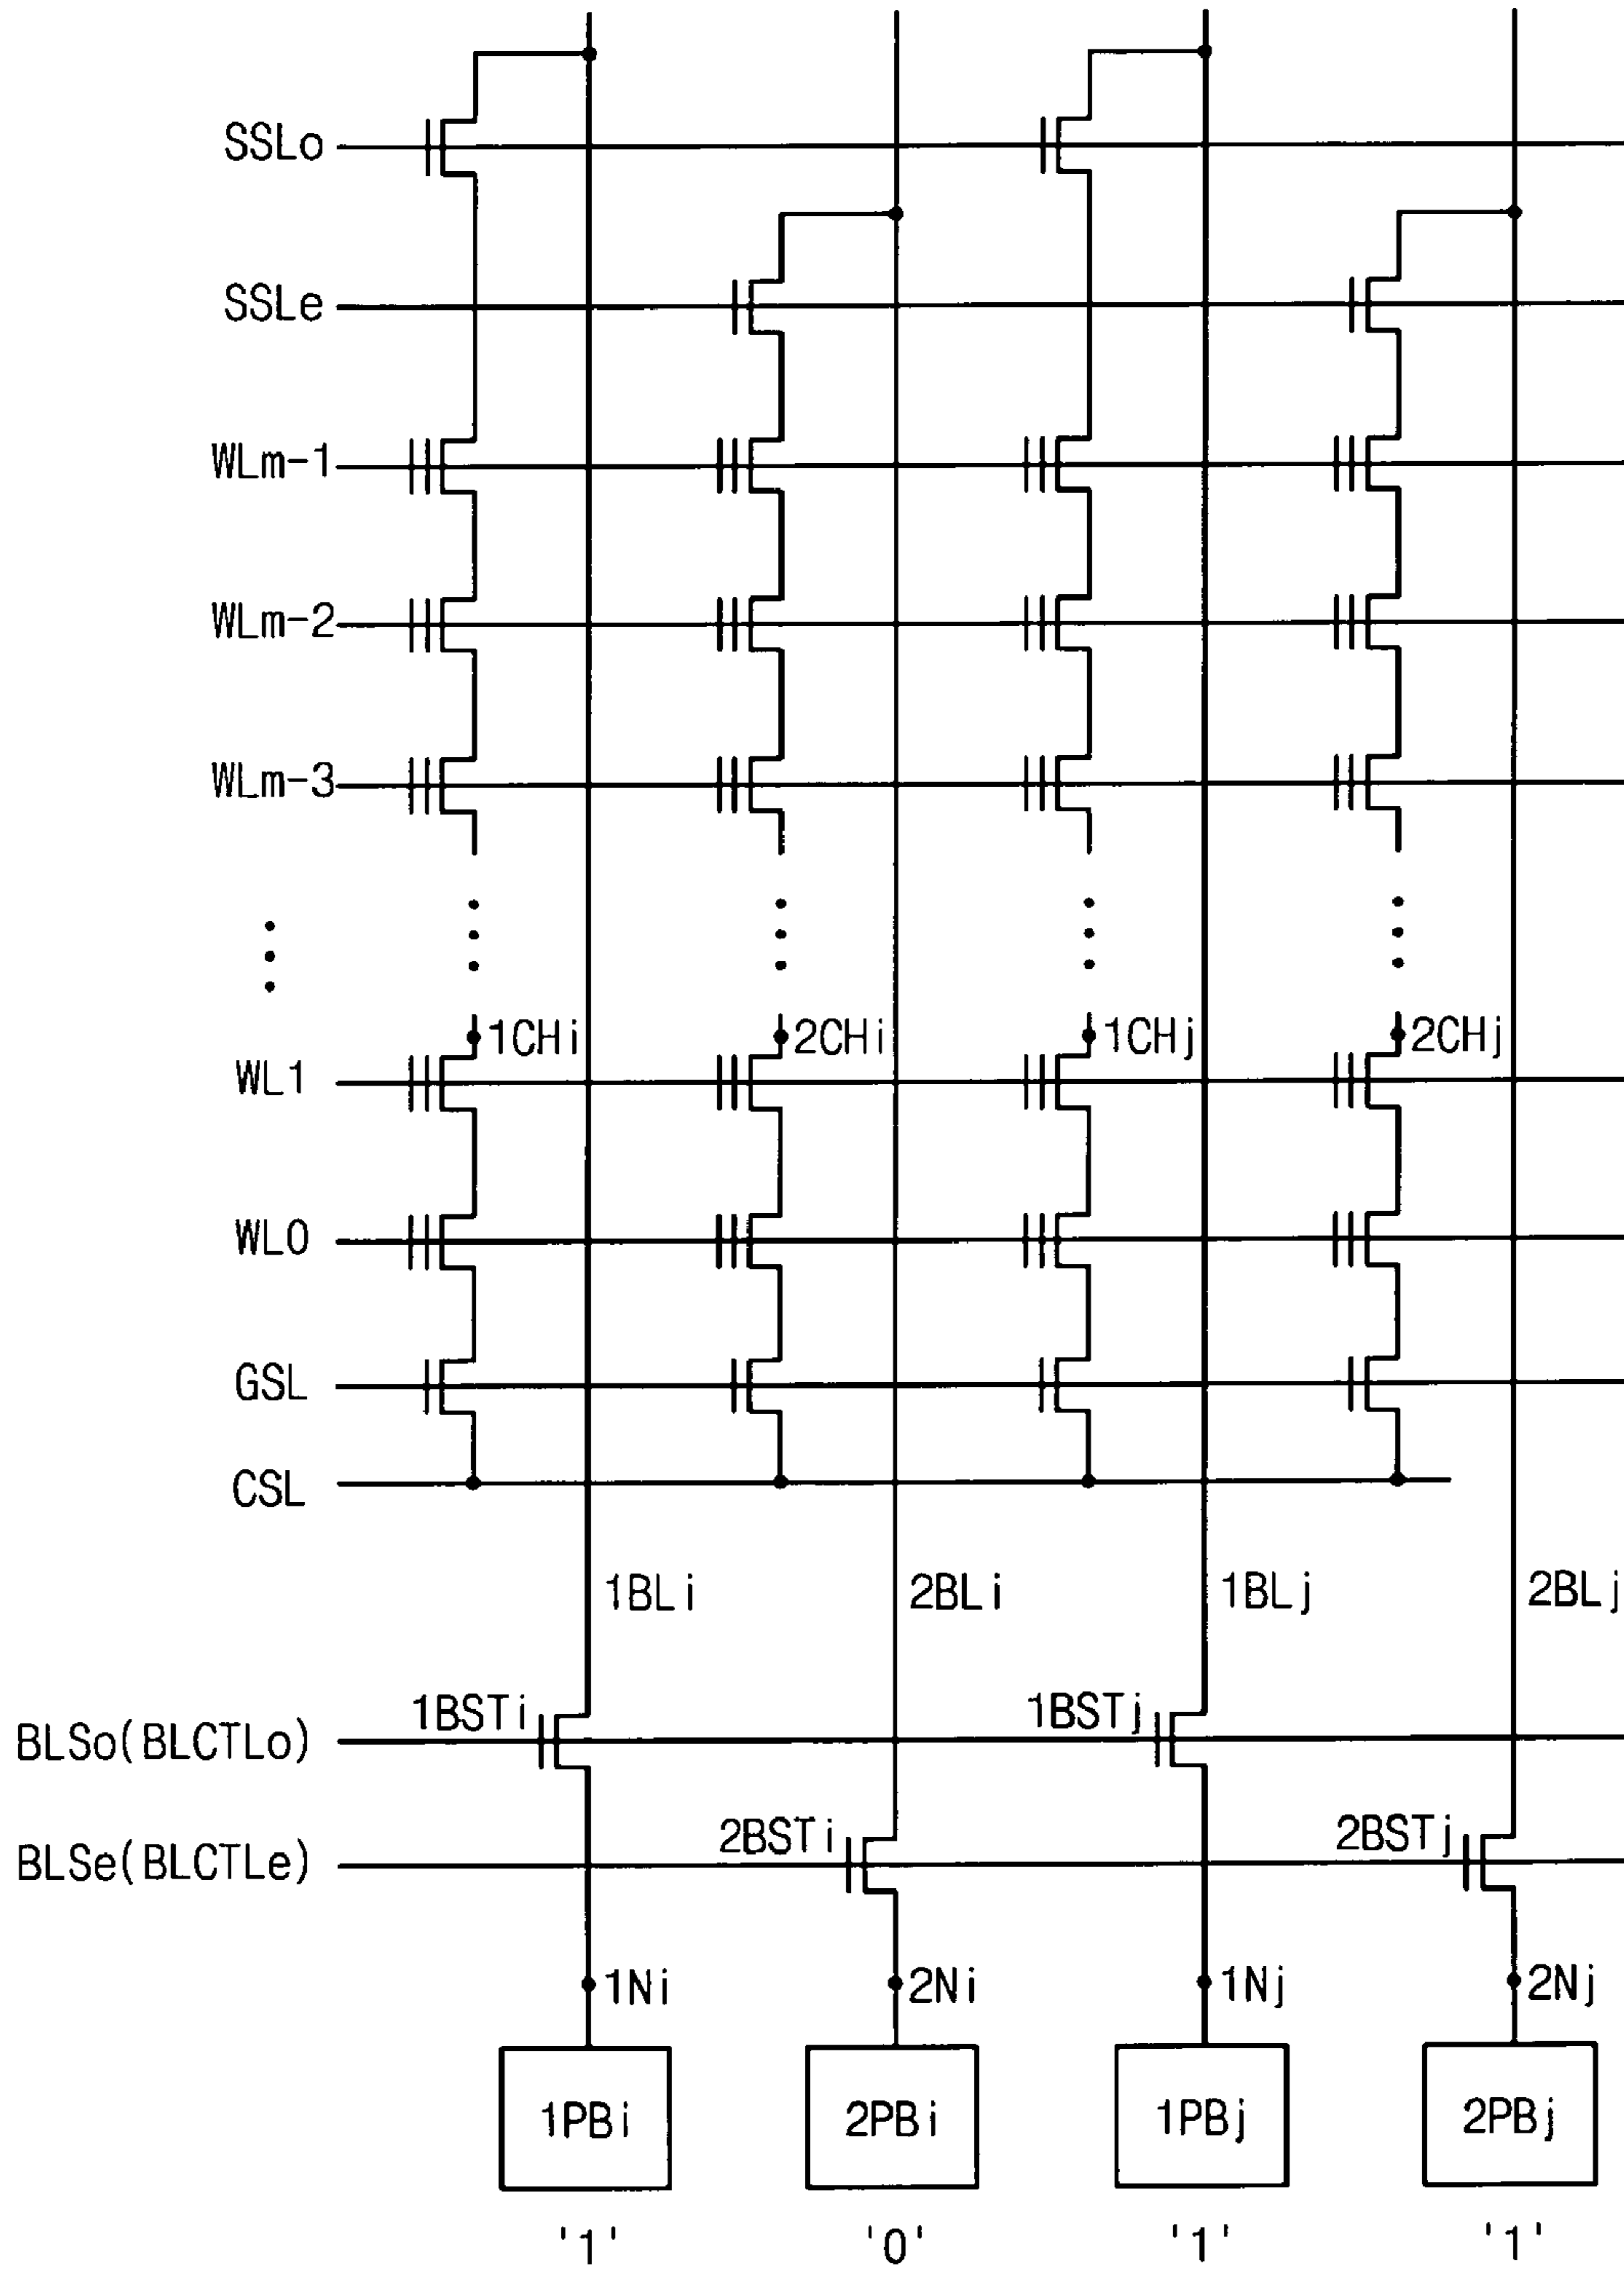 SSLo
SSLe
WLm-1
WLm-2
WLm-3
1CHi 2CHi 1CHj 2CHj
WL1
WL0
GSL
CSL
1BLi 2BLi 1BLj 2BLj
1BSTi 1BSTj
BLSo(BLCTLo)
2BSTi 2BSTj
BLSe(BLCTLe)
1Ni 2Ni 1Nj 2Nj
1PBi 2PBi 1PBj 2PBj
'1' '0' '1' '1'